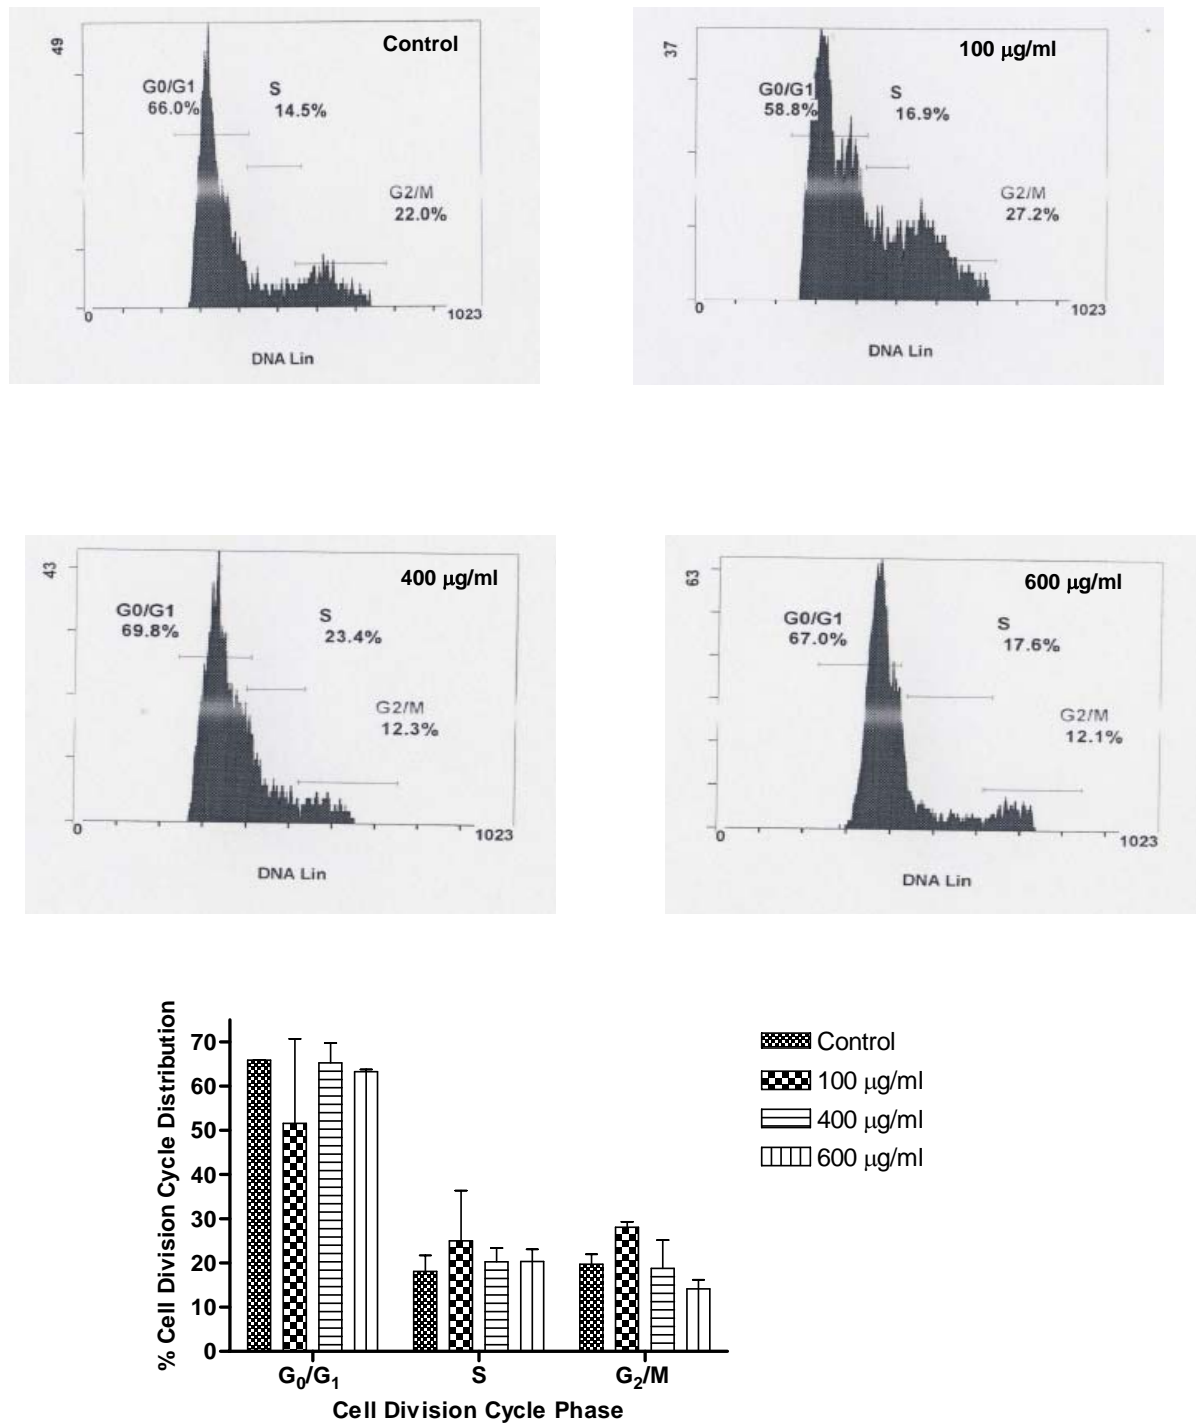 49
Control
G0/G1
66.0%
S
14.5%
G2/M
22.0%
0
1023
DNA Lin
37
100 μg/ml
G0/G1
58.8%
S
16.9%
G2/M
27.2%
0
1023
DNA Lin
43
400 μg/ml
G0/G1
69.8%
S
23.4%
G2/M
12.3%
0
1023
DNA Lin
63
600 μg/ml
G0/G1
67.0%
S
17.6%
G2/M
12.1%
0
1023
DNA Lin
% Cell Division Cycle Distribution
70
60
50
40
30
20
10
0
G₀/G₁
S
G₂/M
Cell Division Cycle Phase
Control
100 μg/ml
400 μg/ml
600 μg/ml